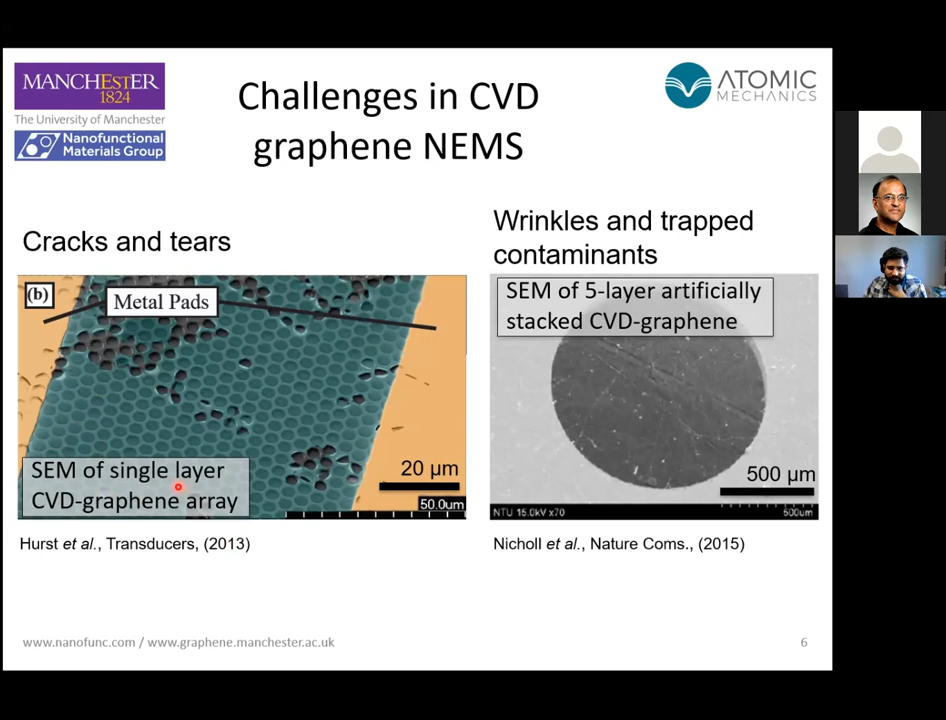 MANCHESTER
1824
The University of Manchester
Nanofunctional
Materials Group
Challenges in CVD
graphene NEMS
ATOMIC
MECHANICS
Cracks and tears
(b)
Metal Pads
SEM of single layer
CVD-graphene array
20 µm
50.0um
Hurst et al., Transducers, (2013)
Wrinkles and trapped
contaminants
SEM of 5-layer artificially
stacked CVD-graphene
500 µm
NTU 15.0kV x70
500um
Nicholl et al., Nature Coms., (2015)
www.nanofunc.com / www.graphene.manchester.ac.uk
6